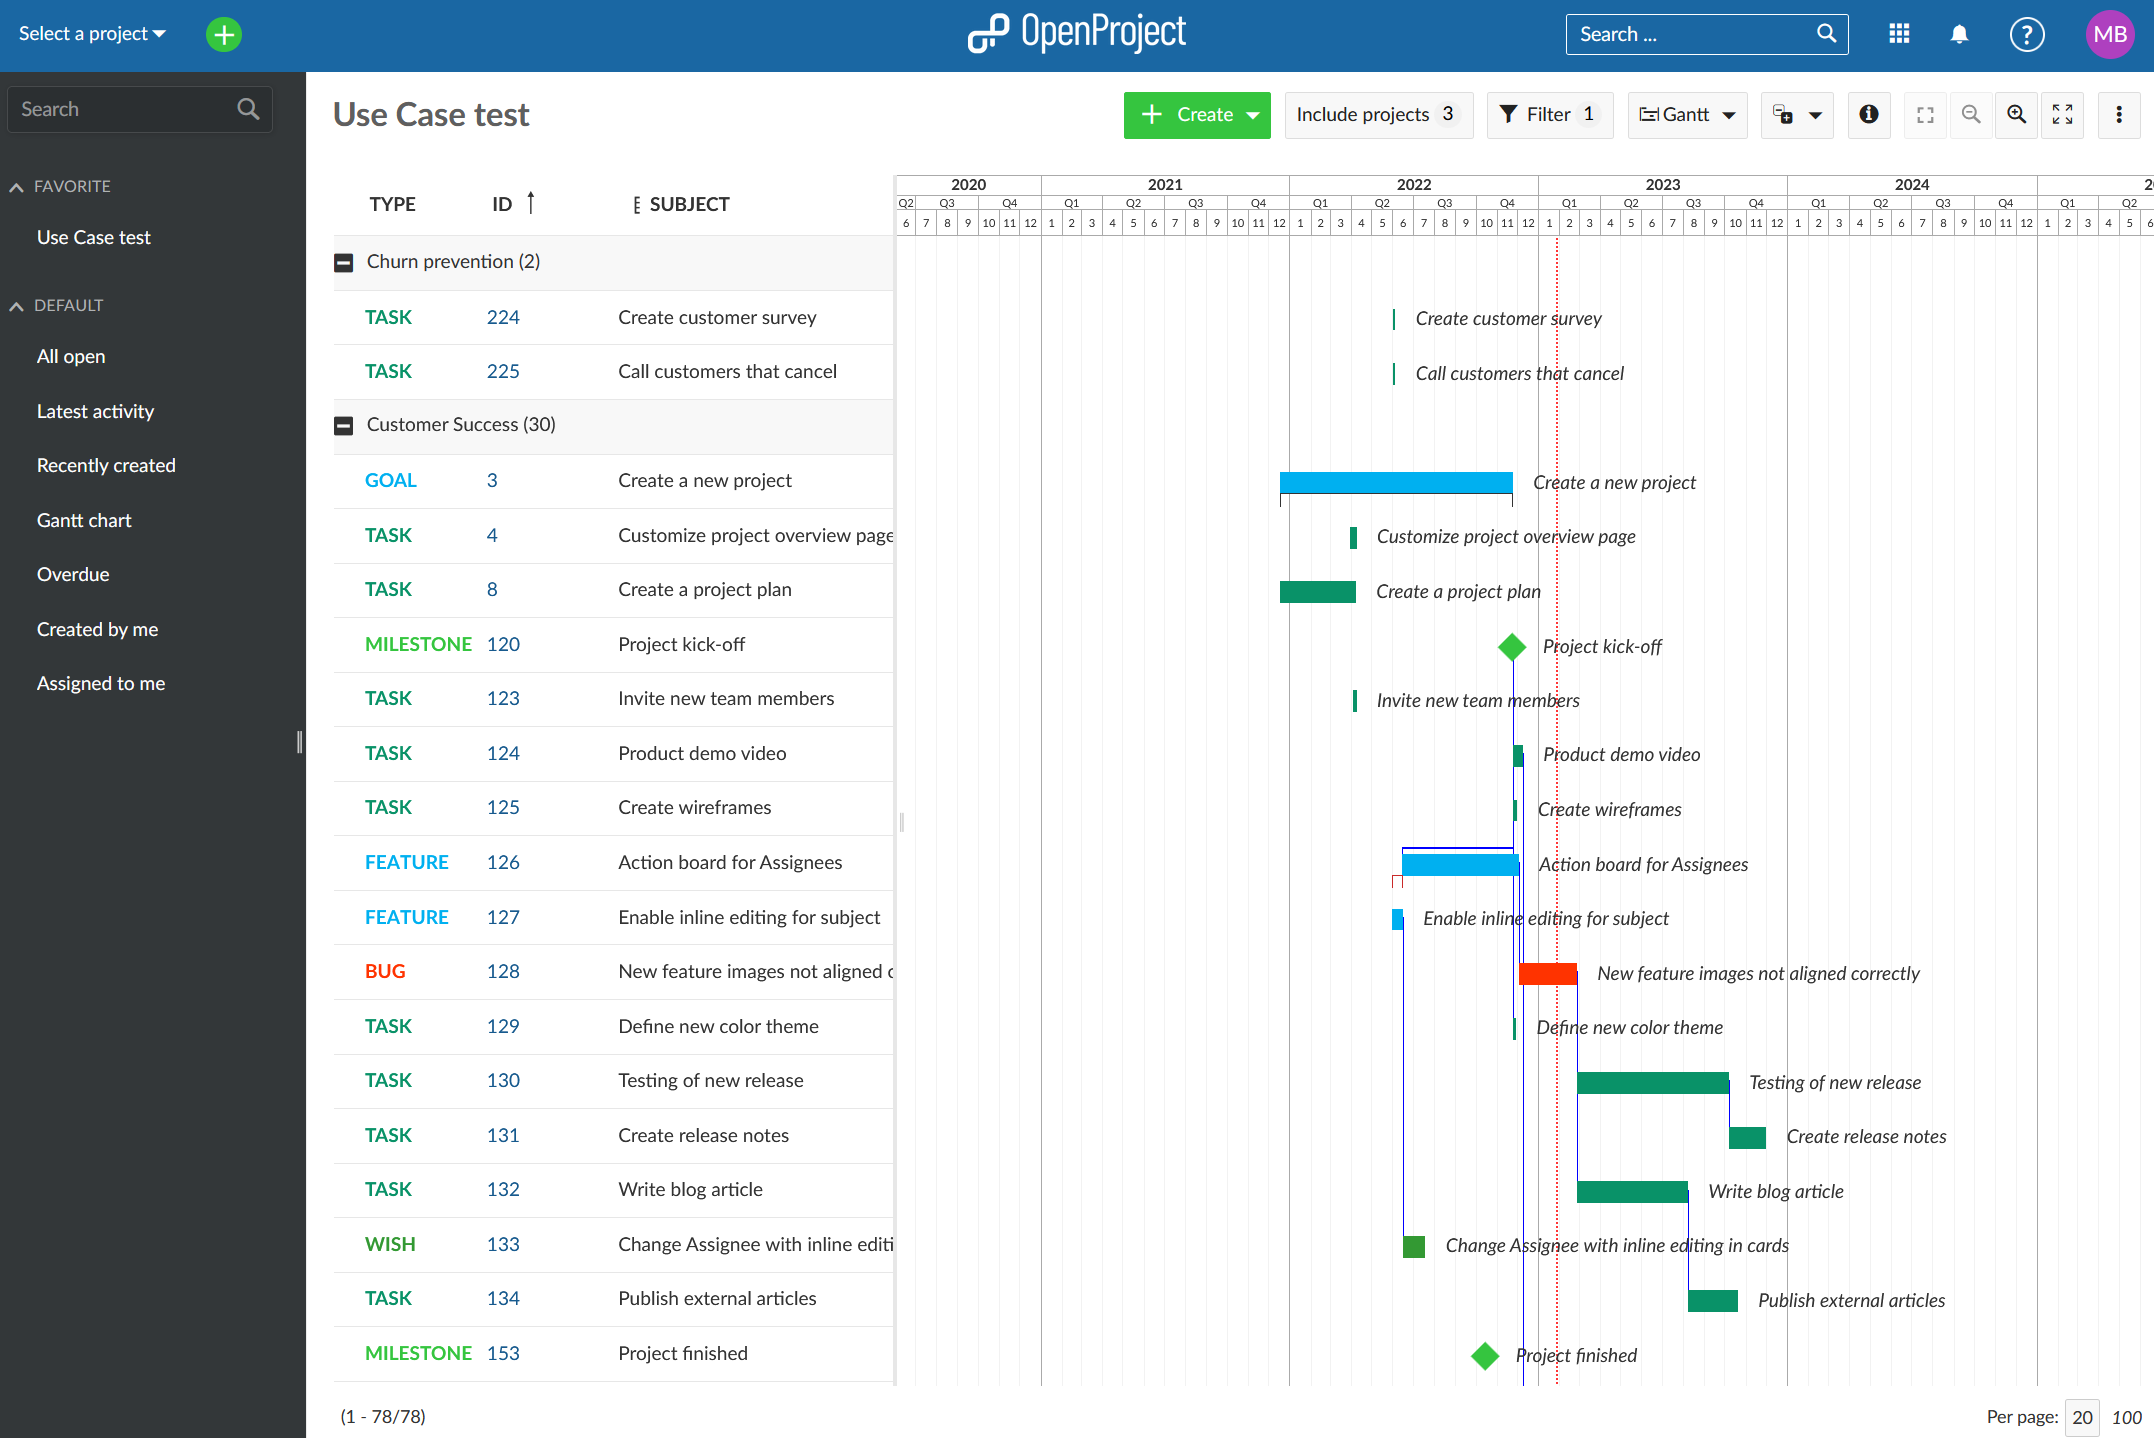 Select a project
OpenProject
Search ...
MB
Search
FAVORITE
Use Case test
DEFAULT
All open
Latest activity
Recently created
Gantt chart
Overdue
Created by me
Assigned to me
Use Case test
Create
Include projects 3
Filter 1
Gantt
TYPE ID SUBJECT
2020 2021 2022 2023 2024 2
Q2 Q3 Q4 Q1 Q2 Q3 Q4 Q1 Q2 Q3 Q4 Q1 Q2 Q3 Q4 Q1 Q2 Q3 Q4 Q1 Q2
6 7 8 9 10 11 12 1 2 3 4 5 6 7 8 9 10 11 12 1 2 3 4 5 6 7 8 9 10 11 12 1 2 3 4 5 6 7 8 9 10 11 12 1 2 3 4 5 6 7 8 9 10 11 12 1 2 3 4 5 6
Churn prevention (2)
TASK 224 Create customer survey Create customer survey
TASK 225 Call customers that cancel Call customers that cancel
Customer Success (30)
GOAL 3 Create a new project Create a new project
TASK 4 Customize project overview page Customize project overview page
TASK 8 Create a project plan Create a project plan
MILESTONE 120 Project kick-off Project kick-off
TASK 123 Invite new team members Invite new team members
TASK 124 Product demo video Product demo video
TASK 125 Create wireframes Create wireframes
FEATURE 126 Action board for Assignees Action board for Assignees
FEATURE 127 Enable inline editing for subject Enable inline editing for subject
BUG 128 New feature images not aligned c New feature images not aligned correctly
TASK 129 Define new color theme Define new color theme
TASK 130 Testing of new release Testing of new release
TASK 131 Create release notes Create release notes
TASK 132 Write blog article Write blog article
WISH 133 Change Assignee with inline editi Change Assignee with inline editing in cards
TASK 134 Publish external articles Publish external articles
MILESTONE 153 Project finished Project finished
(1 - 78/78)
Per page: 20 100